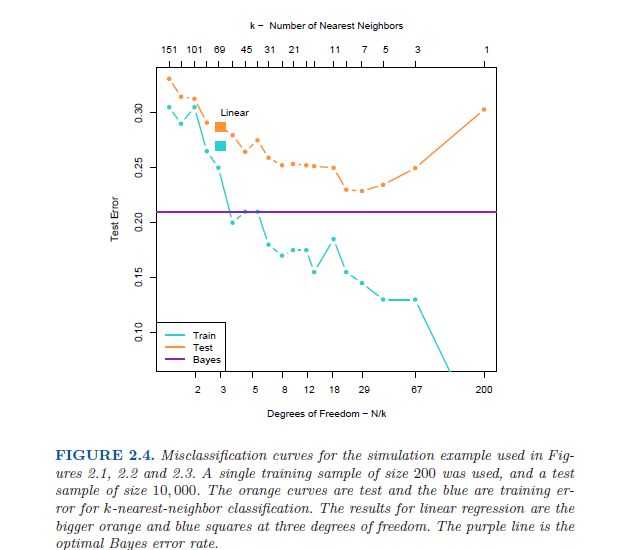 k − Number of Nearest Neighbors
151 101 69 45 31 21 11 7 5 3 1
Linear
Test Error
0.30
0.25
0.20
0.15
0.10
Train
Test
Bayes
2 3 5 8 12 18 29 67 200
Degrees of Freedom − N/k
FIGURE 2.4. Misclassification curves for the simulation example used in Fig-
ures 2.1, 2.2 and 2.3. A single training sample of size 200 was used, and a test
sample of size 10,000. The orange curves are test and the blue are training er-
ror for k-nearest-neighbor classification. The results for linear regression are the
bigger orange and blue squares at three degrees of freedom. The purple line is the
optimal Bayes error rate.